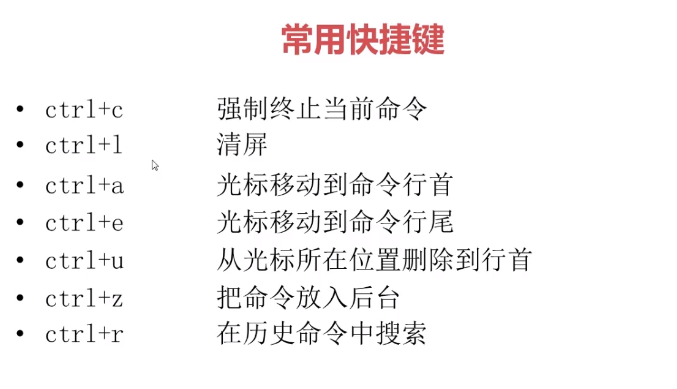 常用快捷键
• ctrl+c 强制终止当前命令
• ctrl+l 清屏
• ctrl+a 光标移动到命令行首
• ctrl+e 光标移动到命令行尾
• ctrl+u 从光标所在位置删除到行首
• ctrl+z 把命令放入后台
• ctrl+r 在历史命令中搜索